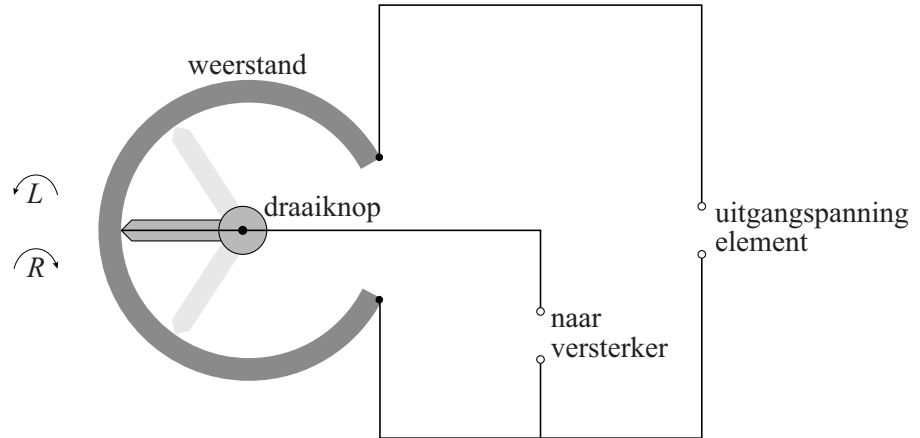 weerstand
L
draaiknop
R
uitgangspanning
element
naar
versterker